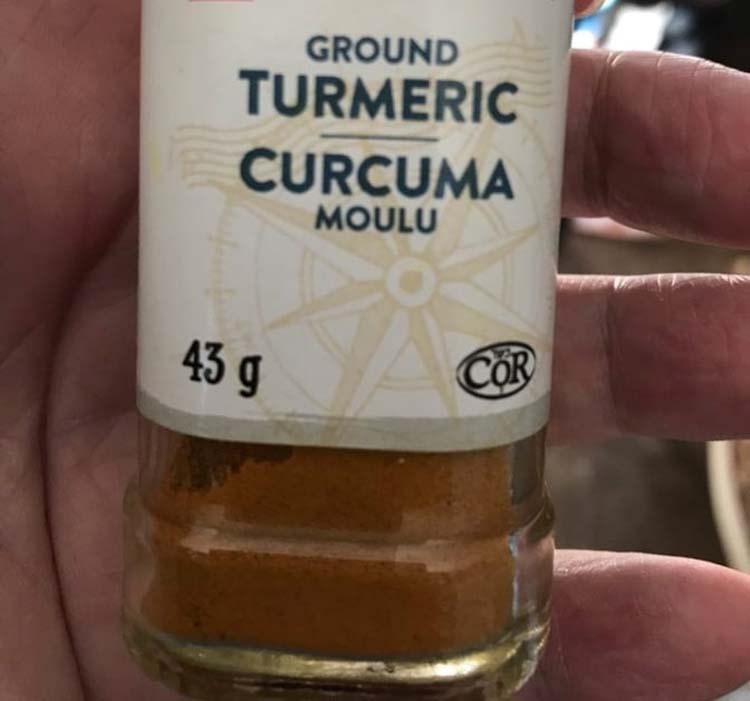 GROUND
TURMERIC
CURCUMA
MOULU
43 g
COR